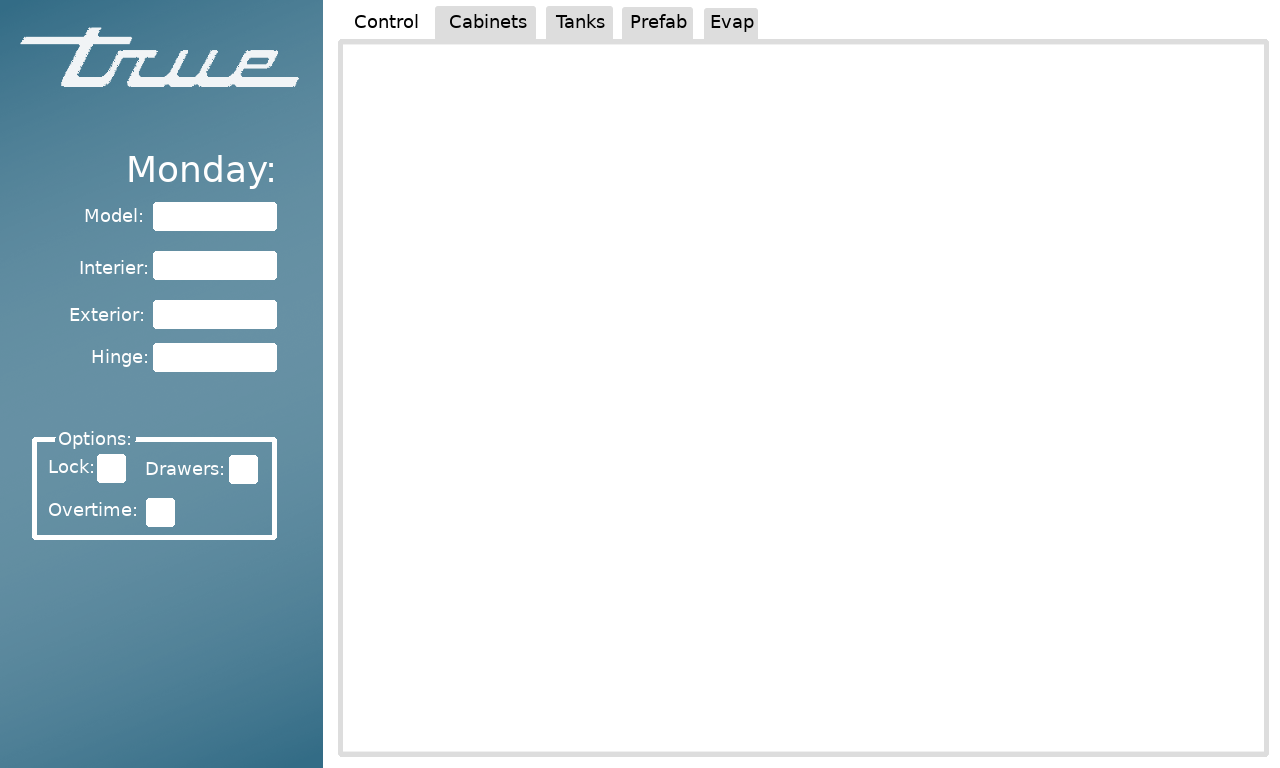 true
Control Cabinets Tanks Prefab Evap
Monday:
Model:
Interier:
Exterior:
Hinge:
Options:
Lock: Drawers:
Overtime: